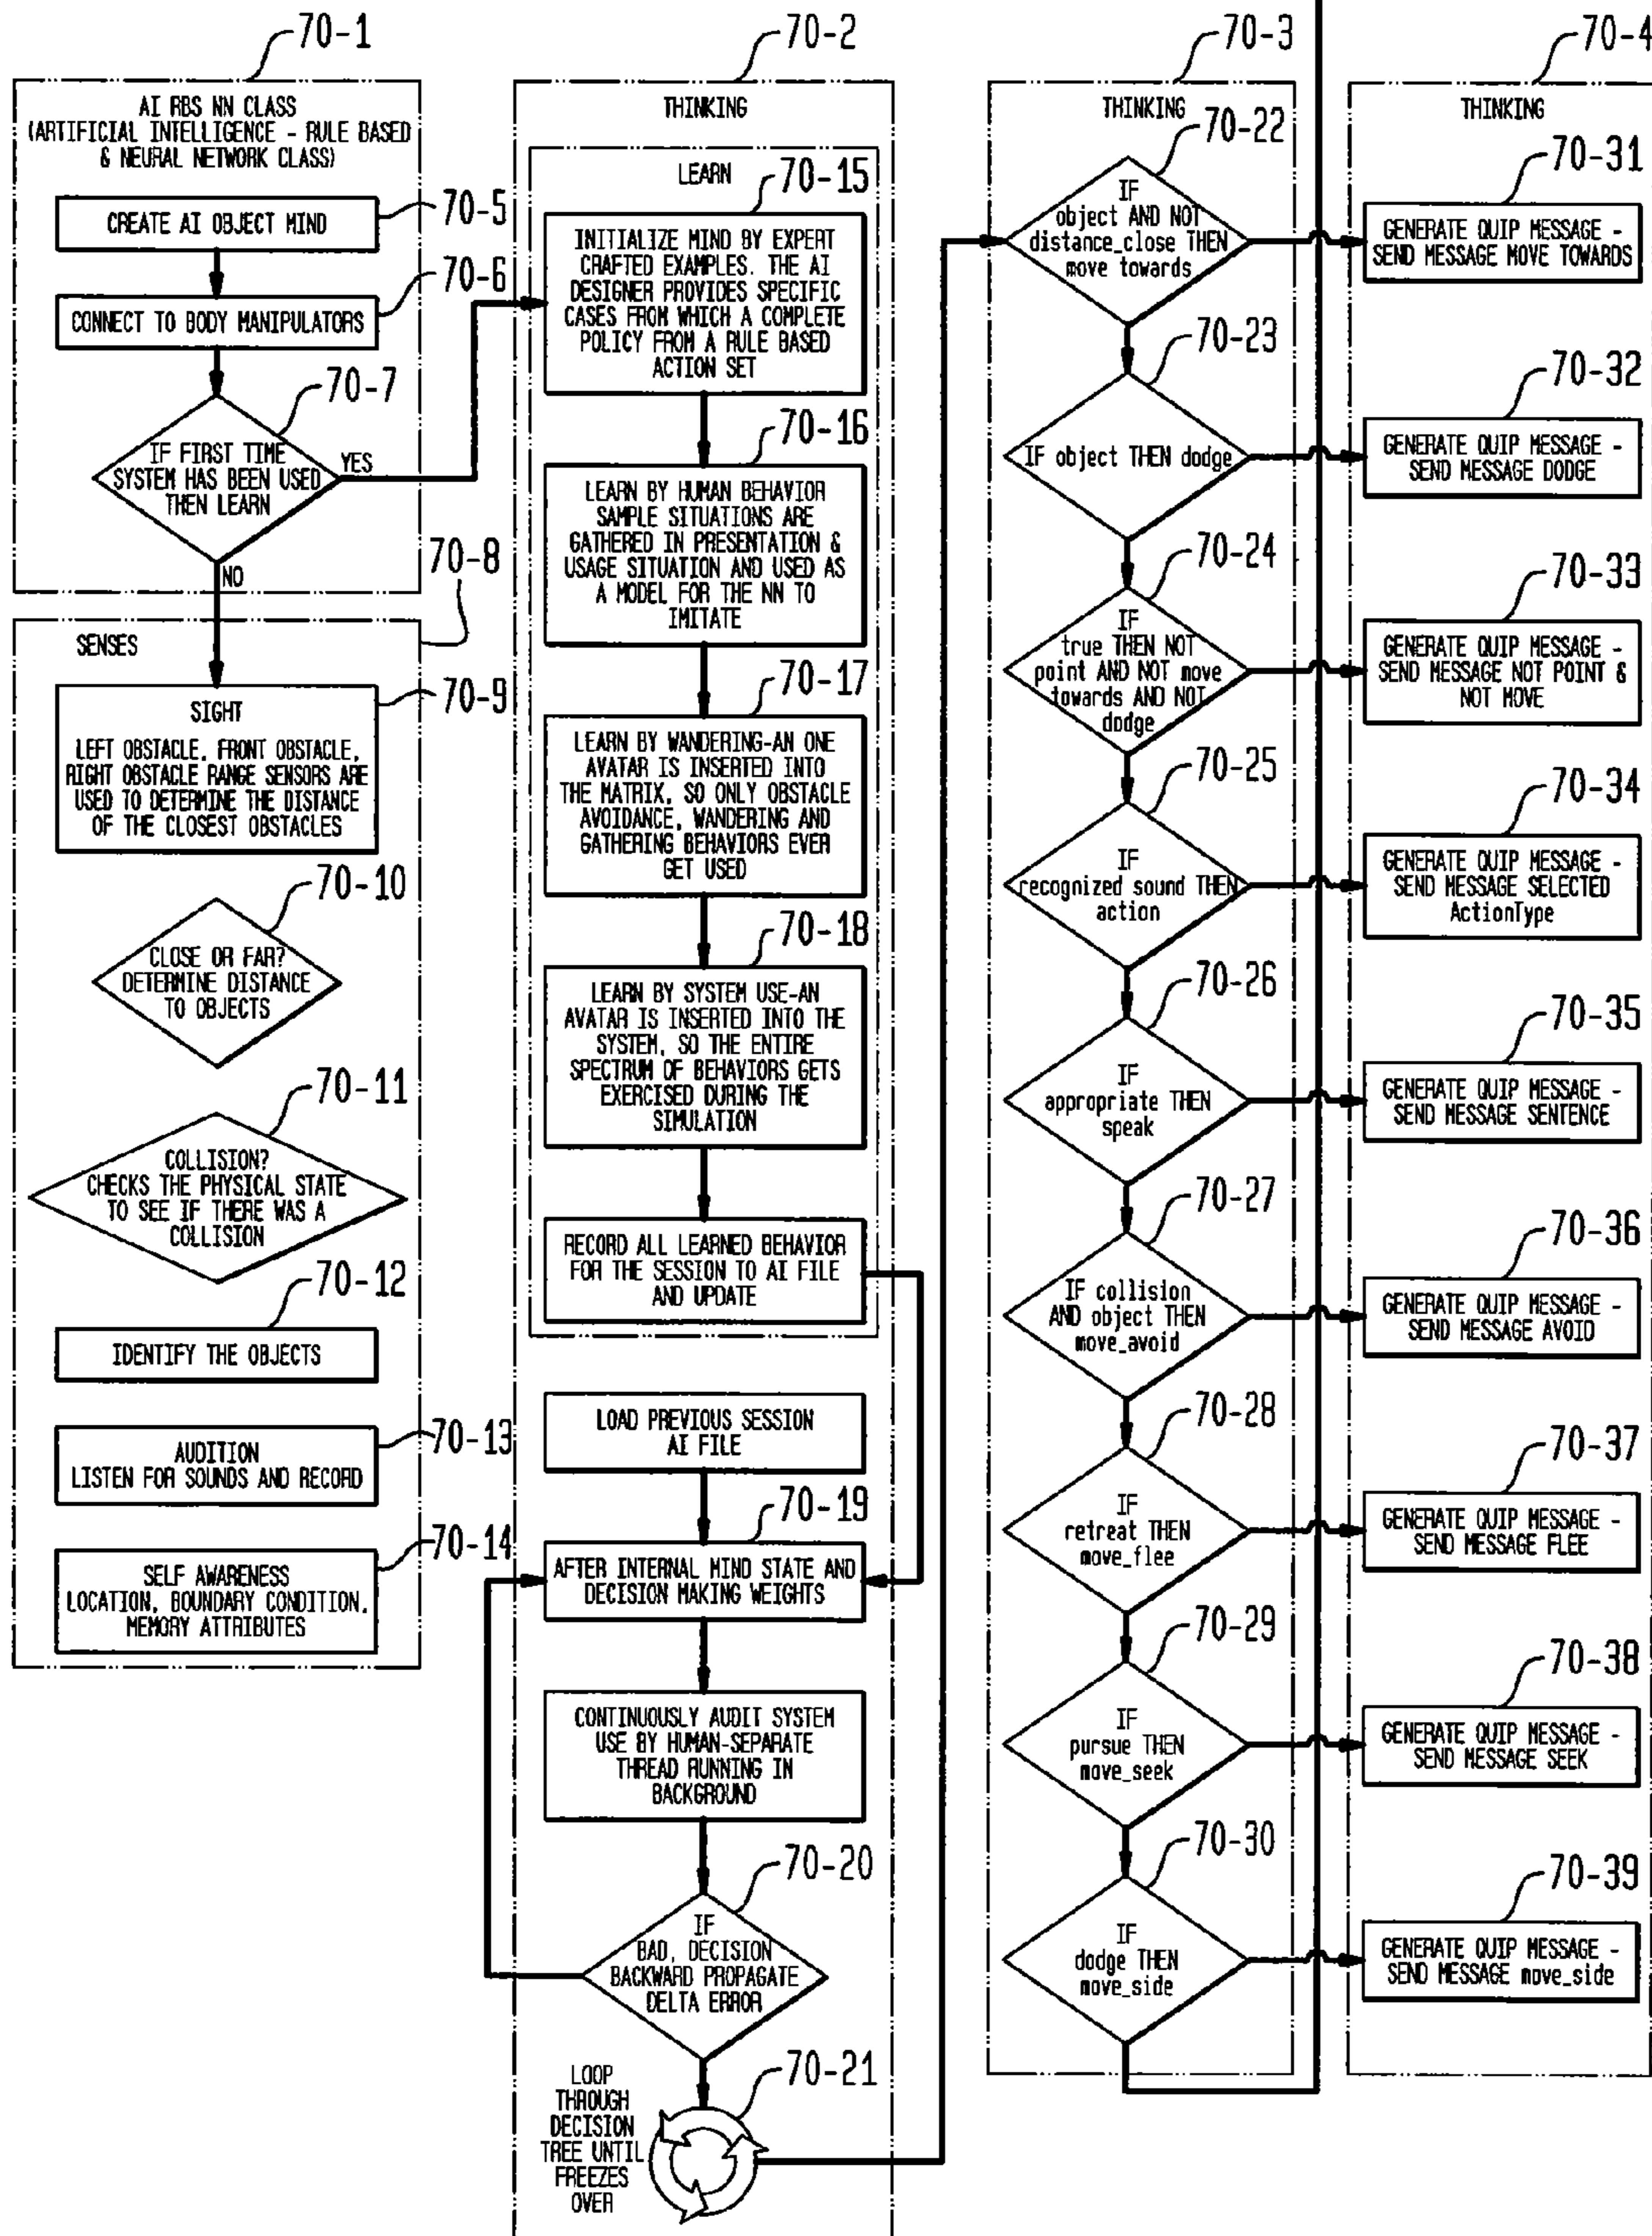 70-1
AI RBS NN CLASS
(ARTIFICIAL INTELLIGENCE - RULE BASED
& NEURAL NETWORK CLASS)
70-5
CREATE AI OBJECT MIND
70-6
CONNECT TO BODY MANIPULATORS
70-7
IF FIRST TIME
SYSTEM HAS BEEN USED
THEN LEARN
YES
NO
70-8
SENSES
70-9
SIGHT
LEFT OBSTACLE, FRONT OBSTACLE,
RIGHT OBSTACLE RANGE SENSORS ARE
USED TO DETERMINE THE DISTANCE
OF THE CLOSEST OBSTACLES
70-10
CLOSE OR FAR?
DETERMINE DISTANCE
TO OBJECTS
70-11
COLLISION?
CHECKS THE PHYSICAL STATE
TO SEE IF THERE WAS A
COLLISION
70-12
IDENTIFY THE OBJECTS
70-13
AUDITION
LISTEN FOR SOUNDS AND RECORD
70-14
SELF AWARENESS
LOCATION, BOUNDARY CONDITION,
MEMORY ATTRIBUTES
70-2
THINKING
LEARN
70-15
INITIALIZE MIND BY EXPERT
CRAFTED EXAMPLES. THE AI
DESIGNER PROVIDES SPECIFIC
CASES FROM WHICH A COMPLETE
POLICY FROM A RULE BASED
ACTION SET
70-16
LEARN BY HUMAN BEHAVIOR
SAMPLE SITUATIONS ARE
GATHERED IN PRESENTATION &
USAGE SITUATION AND USED AS
A MODEL FOR THE NN TO
IMITATE
70-17
LEARN BY WANDERING-AN ONE
AVATAR IS INSERTED INTO
THE MATRIX, SO ONLY OBSTACLE
AVOIDANCE, WANDERING AND
GATHERING BEHAVIORS EVER
GET USED
70-18
LEARN BY SYSTEM USE-AN
AVATAR IS INSERTED INTO THE
SYSTEM, SO THE ENTIRE
SPECTRUM OF BEHAVIORS GETS
EXERCISED DURING THE
SIMULATION
RECORD ALL LEARNED BEHAVIOR
FOR THE SESSION TO AI FILE
AND UPDATE
LOAD PREVIOUS SESSION
AI FILE
70-19
AFTER INTERNAL MIND STATE AND
DECISION MAKING WEIGHTS
CONTINUOUSLY AUDIT SYSTEM
USE BY HUMAN-SEPARATE
THREAD RUNNING IN
BACKGROUND
70-20
IF
BAD, DECISION
BACKWARD PROPAGATE
DELTA ERROR
70-21
LOOP
THROUGH
DECISION
TREE UNTIL
FREEZES
OVER
70-3
THINKING
70-22
IF
object AND NOT
distance_close THEN
move towards
70-23
IF object THEN dodge
70-24
IF
true THEN NOT
point AND NOT move
towards AND NOT
dodge
70-25
IF
recognized sound THEN
action
70-26
IF
appropriate THEN
speak
70-27
IF collision
AND object THEN
move_avoid
70-28
IF
retreat THEN
move_flee
70-29
IF
pursue THEN
move_seek
70-30
IF
dodge THEN
move_side
70-4
THINKING
70-31
GENERATE QUIP MESSAGE -
SEND MESSAGE MOVE TOWARDS
70-32
GENERATE QUIP MESSAGE -
SEND MESSAGE DODGE
70-33
GENERATE QUIP MESSAGE -
SEND MESSAGE NOT POINT &
NOT MOVE
70-34
GENERATE QUIP MESSAGE -
SEND MESSAGE SELECTED
ActionType
70-35
GENERATE QUIP MESSAGE -
SEND MESSAGE SENTENCE
70-36
GENERATE QUIP MESSAGE -
SEND MESSAGE AVOID
70-37
GENERATE QUIP MESSAGE -
SEND MESSAGE FLEE
70-38
GENERATE QUIP MESSAGE -
SEND MESSAGE SEEK
70-39
GENERATE QUIP MESSAGE -
SEND MESSAGE move_side